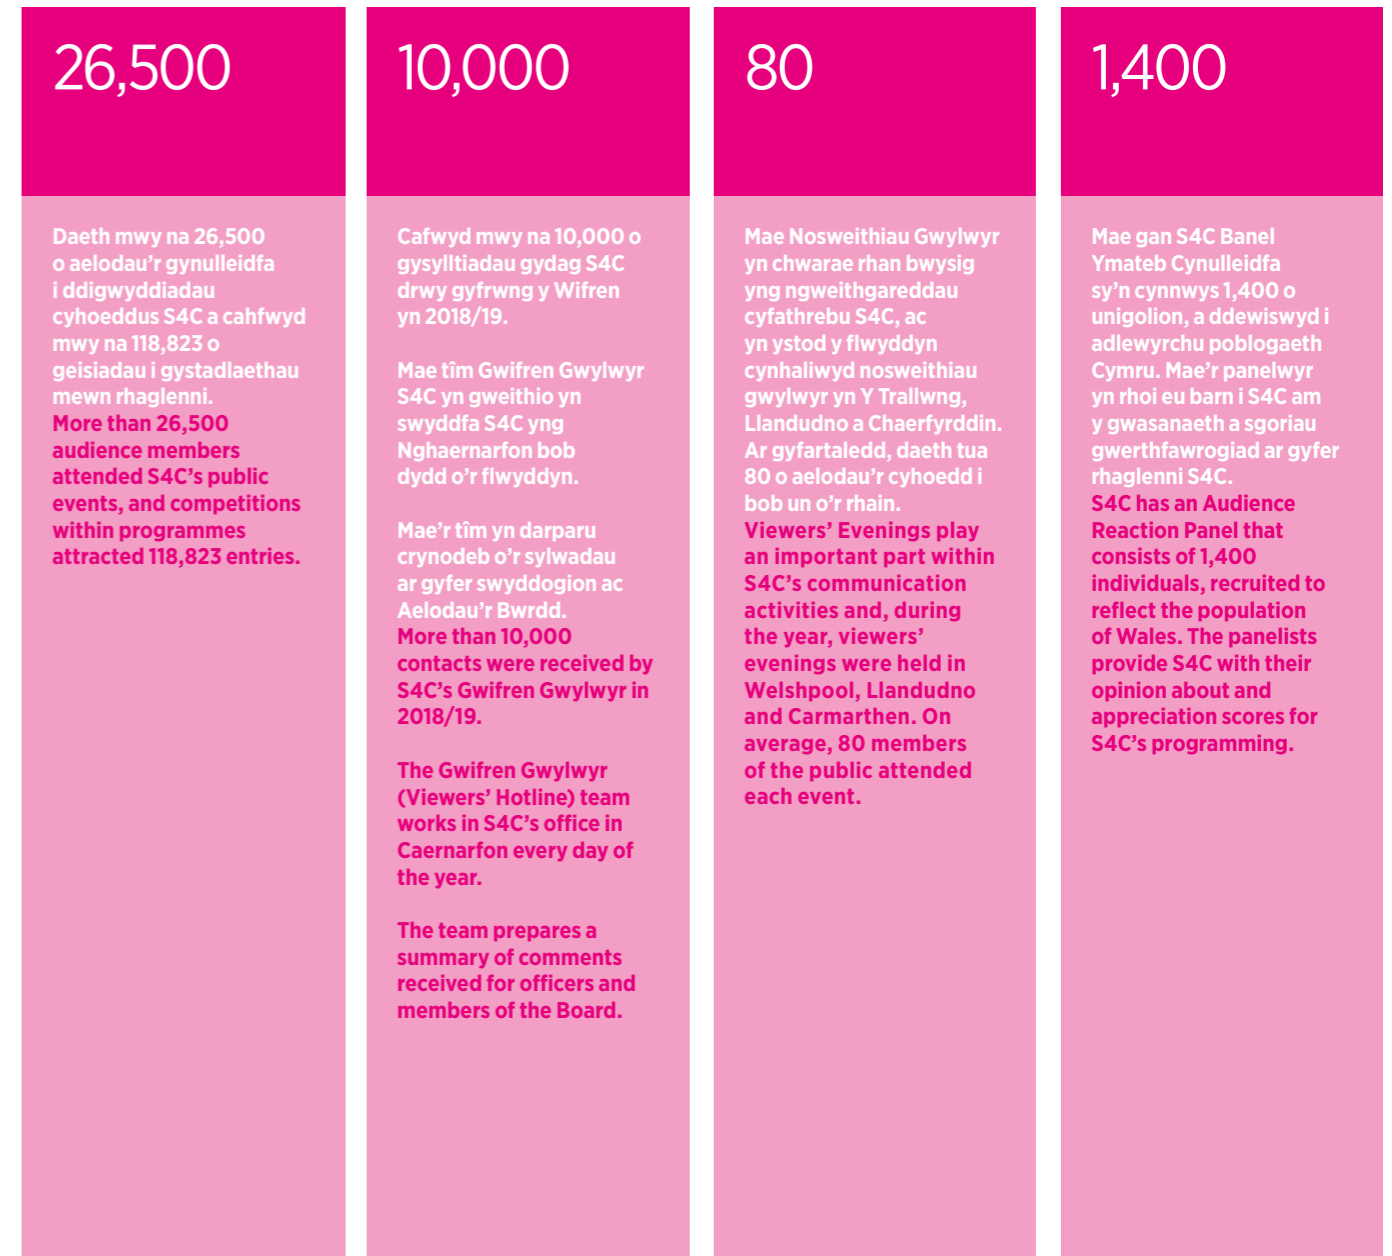 26,500
Daeth mwy na 26,500
o aelodau’r gynulleidfa
i ddigwyddiadau
cyhoeddus S4C a cahfwyd
mwy na 118,823 o
geisiadau i gystadlaethau
mewn rhaglenni.
More than 26,500
audience members
attended S4C’s public
events, and competitions
within programmes
attracted 118,823 entries.
10,000
Cafwyd mwy na 10,000 o
gysylltiadau gydag S4C
drwy gyfrwng y Wifren
yn 2018/19.
Mae tîm Gwifren Gwylwyr
S4C yn gweithio yn
swyddfa S4C yng
Nghaernarfon bob
dydd o’r flwyddyn.
Mae’r tîm yn darparu
crynodeb o’r sylwadau
ar gyfer swyddogion ac
Aelodau’r Bwrdd.
More than 10,000
contacts were received by
S4C’s Gwifren Gwylwyr in
2018/19.
The Gwifren Gwylwyr
(Viewers’ Hotline) team
works in S4C’s office in
Caernarfon every day of
the year.
The team prepares a
summary of comments
received for officers and
members of the Board.
80
Mae Nosweithiau Gwylwyr
yn chwarae rhan bwysig
yng ngweithgareddau
cyfathrebu S4C, ac
yn ystod y flwyddyn
cynhaliwyd nosweithiau
gwylwyr yn Y Trallwng,
Llandudno a Chaerfyrddin.
Ar gyfartaledd, daeth tua
80 o aelodau’r cyhoedd i
bob un o’r rhain.
Viewers’ Evenings play
an important part within
S4C’s communication
activities and, during
the year, viewers’
evenings were held in
Welshpool, Llandudno
and Carmarthen. On
average, 80 members
of the public attended
each event.
1,400
Mae gan S4C Banel
Ymateb Cynulleidfa
sy’n cynnwys 1,400 o
unigolion, a ddewiswyd i
adlewyrchu poblogaeth
Cymru. Mae’r panelwyr
yn rhoi eu barn i S4C am
y gwasanaeth a sgoriau
gwerthfawrogiad ar gyfer
rhaglenni S4C.
S4C has an Audience
Reaction Panel that
consists of 1,400
individuals, recruited to
reflect the population
of Wales. The panelists
provide S4C with their
opinion about and
appreciation scores for
S4C’s programming.